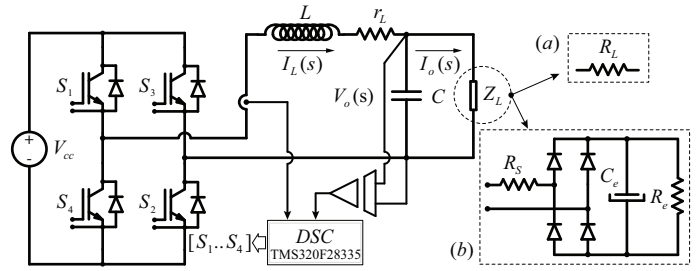 L
r_L
(a)
R_L
I_L(s)
I_o(s)
S_1
S_3
V_o(s)
C
Z_L
+
-
V_cc
S_4
S_2
R_S
C_e
R_e
[S_1..S_4]
DSC
TMS320F28335
(b)